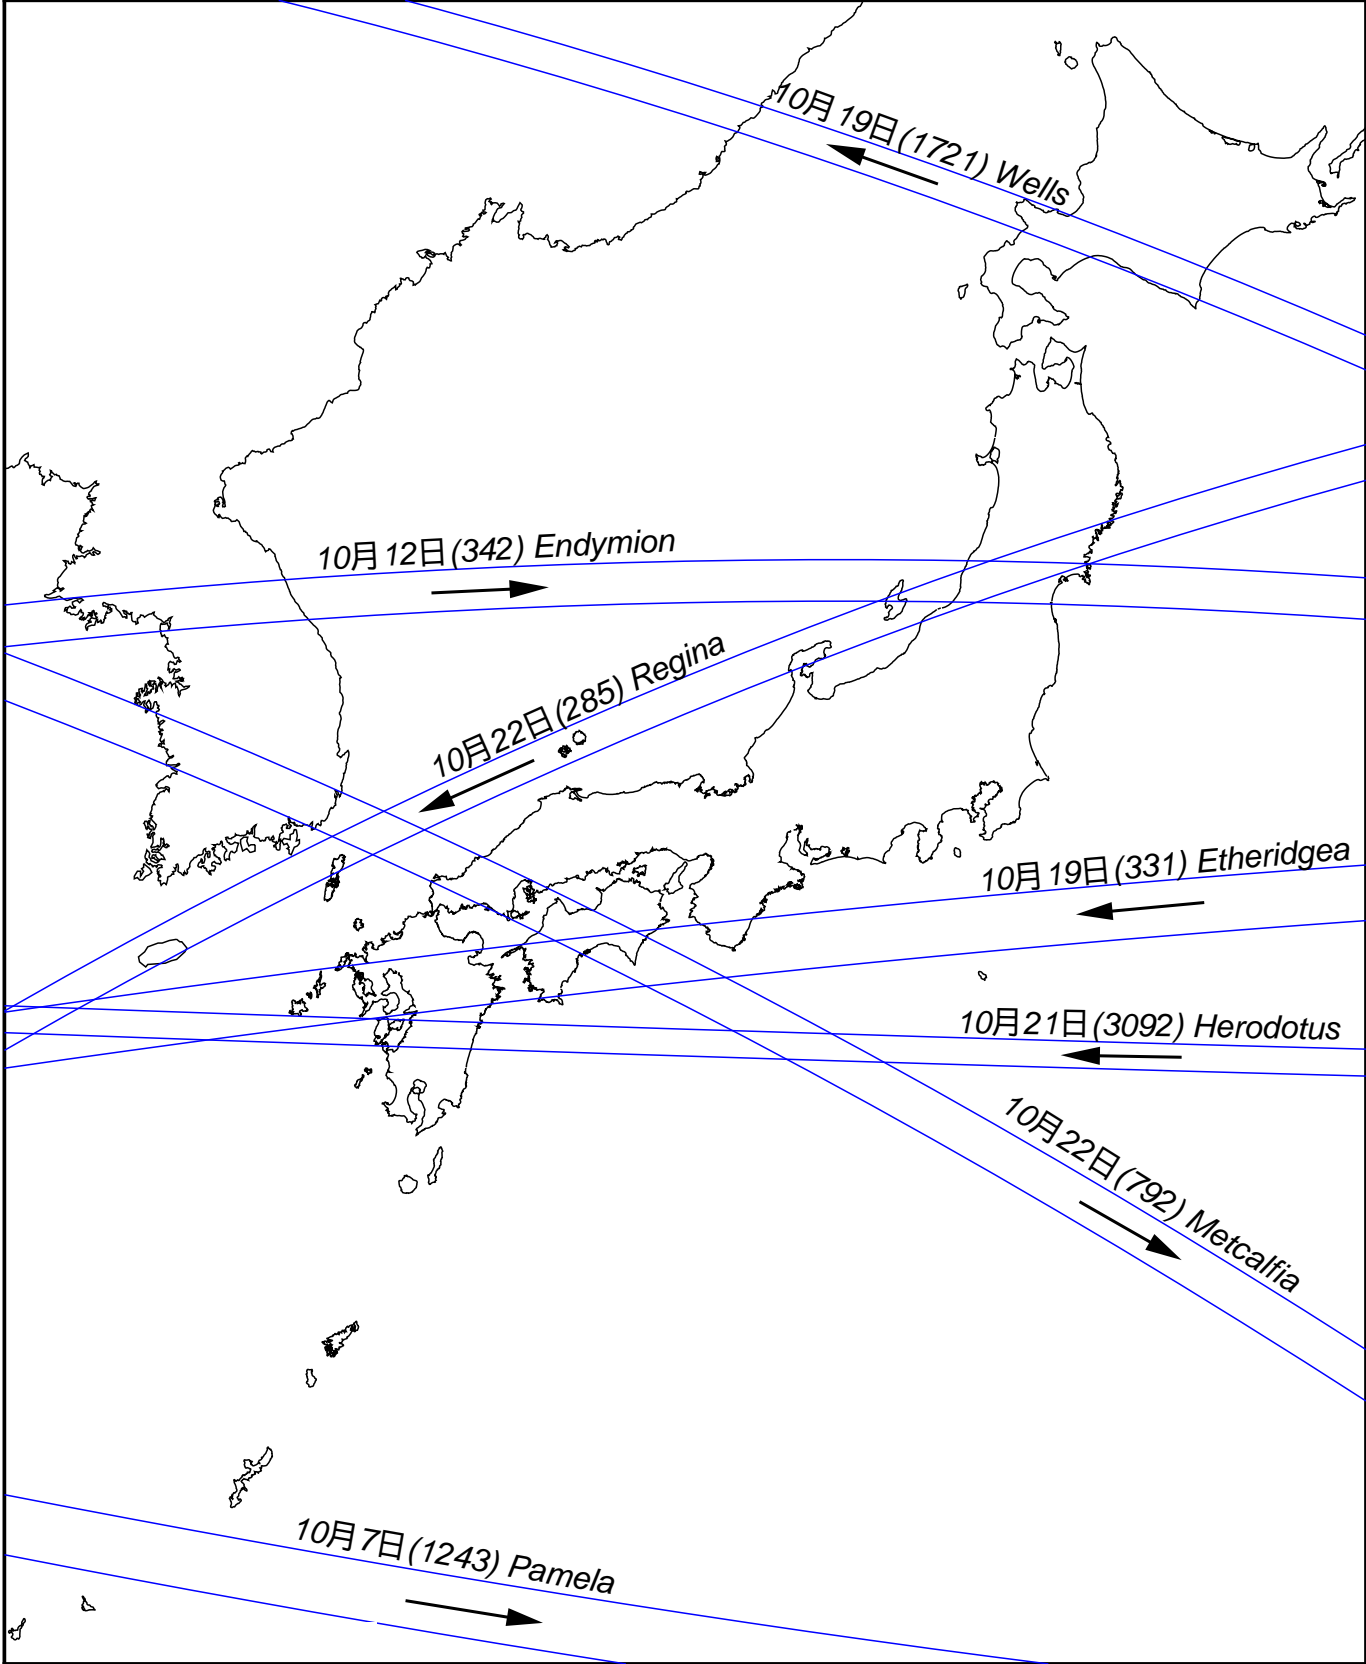 10月19日(1721) Wells
10月12日(342) Endymion
10月22日(285) Regina
10月19日(331) Etheridgea
10月21日(3092) Herodotus
10月22日(792) Metcalfia
10月7日(1243) Pamela